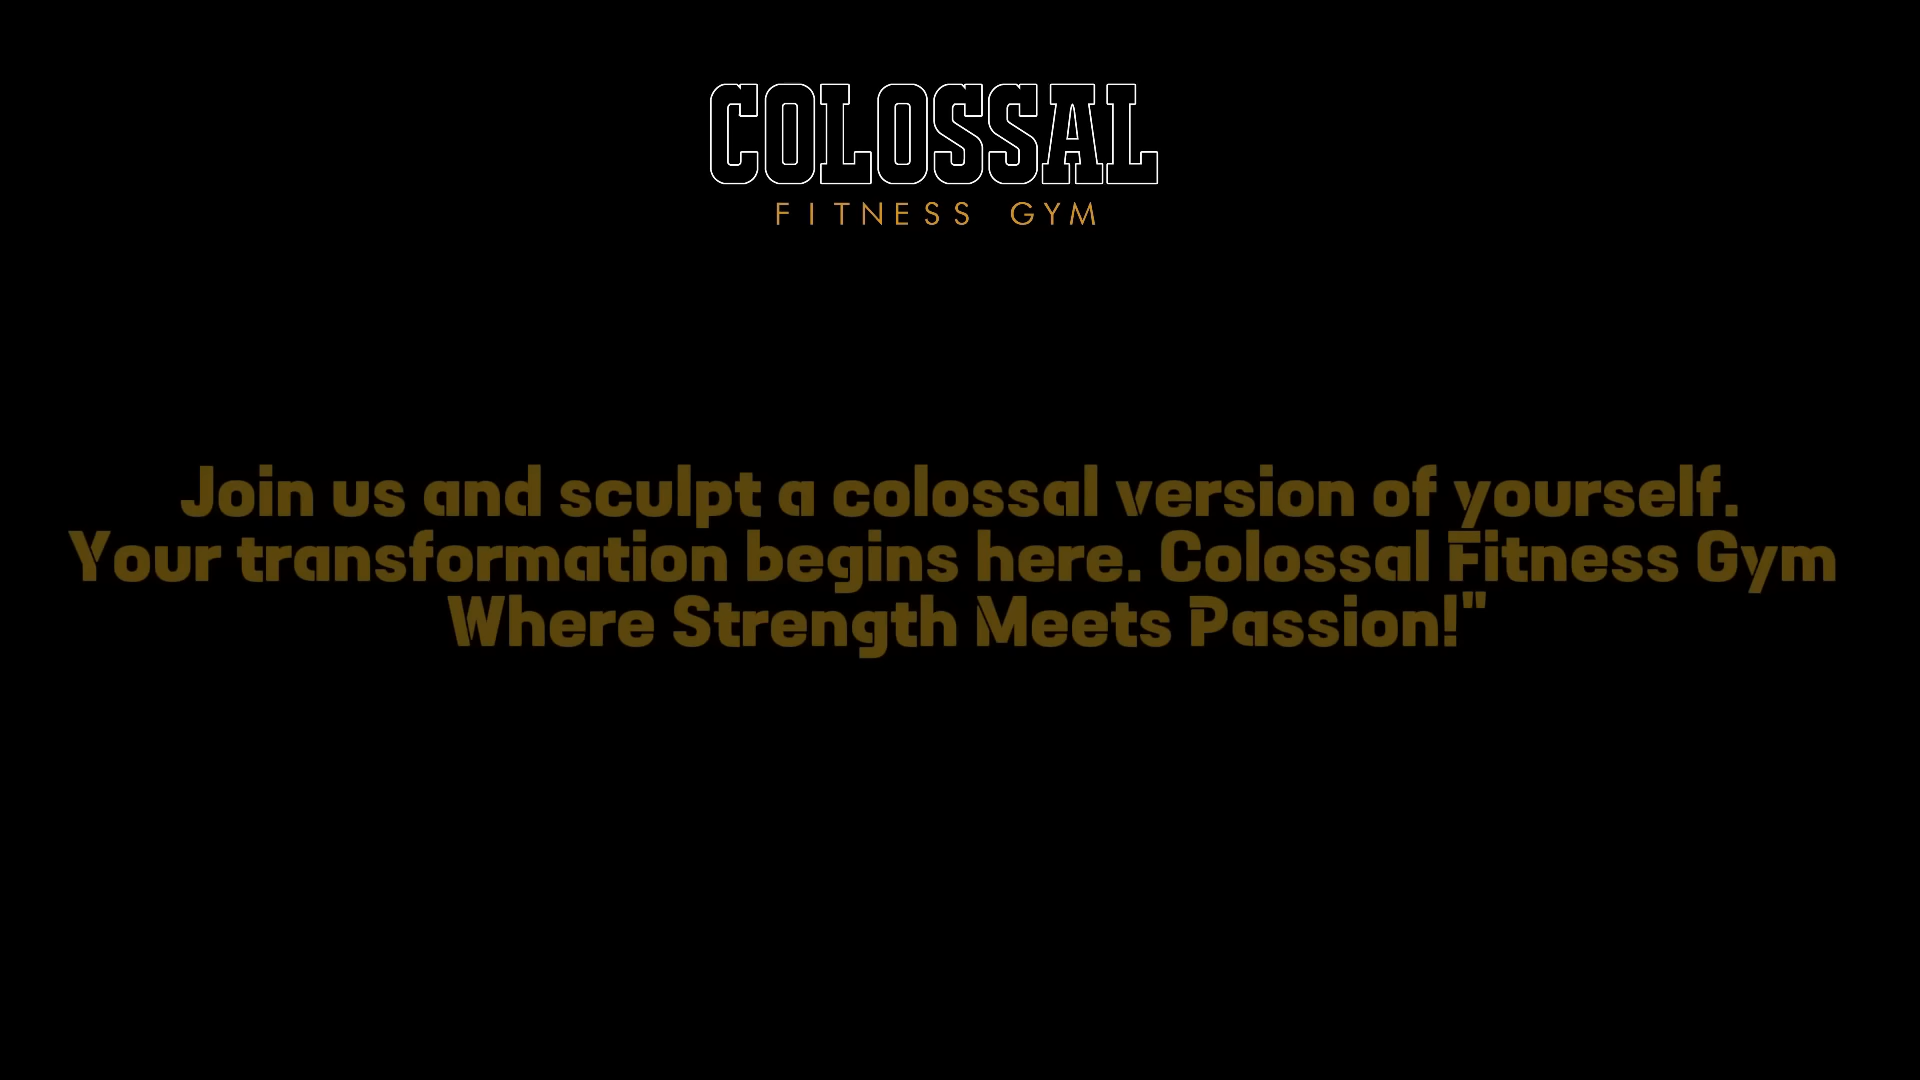 COLOSSAL
FITNESS GYM
Join us and sculpt a colossal version of yourself.
Your transformation begins here. Colossal Fitness Gym
Where Strength Meets Passion!"